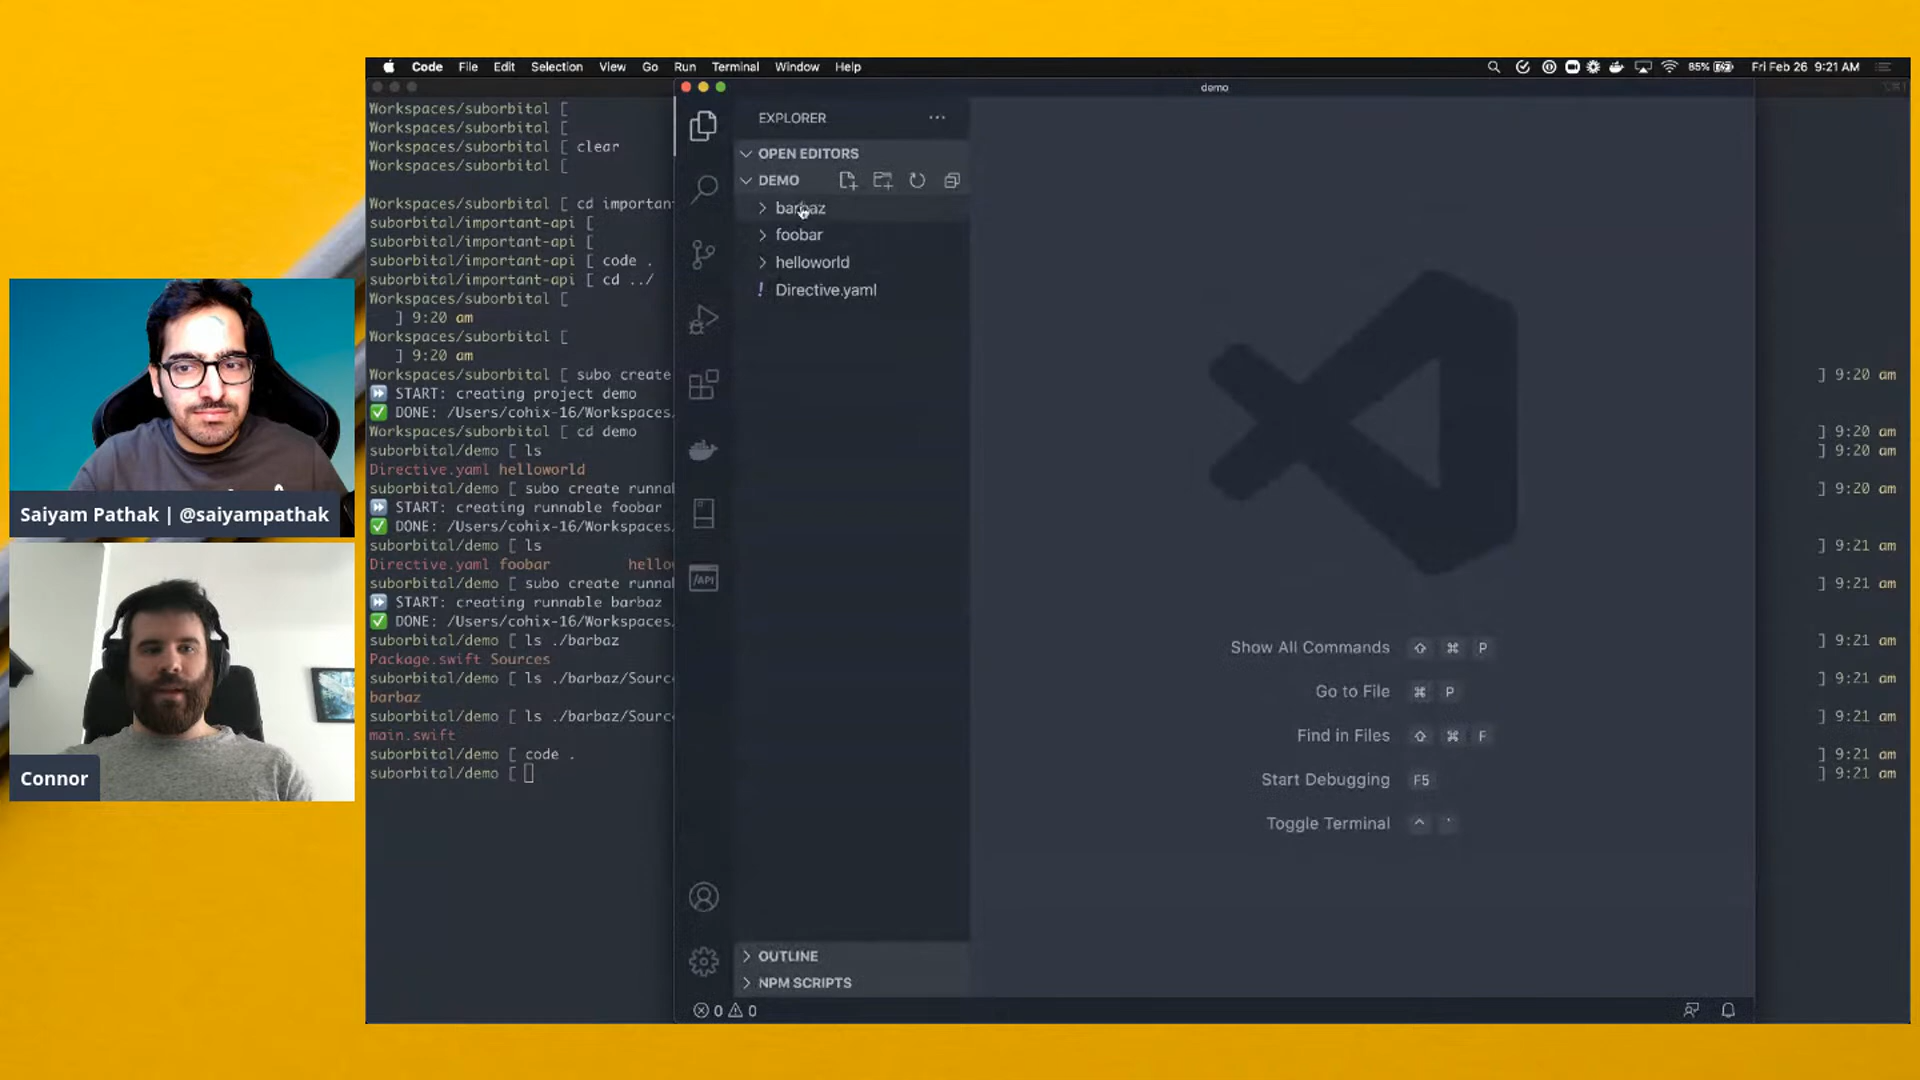 Code File Edit Selection View Go Run Terminal Window Help
85% Fri Feb 26 9:21 AM
demo
Workspaces/suborbital [
Workspaces/suborbital [
Workspaces/suborbital [ clear
Workspaces/suborbital [
Workspaces/suborbital [ cd importan
suborbital/important-api [
suborbital/important-api [
suborbital/important-api [ code .
suborbital/important-api [ cd ../
Workspaces/suborbital [
] 9:20 am
Workspaces/suborbital [
] 9:20 am
Workspaces/suborbital [ subo create
START: creating project demo
DONE: /Users/cohix-16/Workspaces
Workspaces/suborbital [ cd demo
suborbital/demo [ ls
Directive.yaml helloworld
suborbital/demo [ subo create runna
START: creating runnable foobar
DONE: /Users/cohix-16/Workspaces
suborbital/demo [ ls
Directive.yaml foobar hello
suborbital/demo [ subo create runna
START: creating runnable barbaz
DONE: /Users/cohix-16/Workspaces
suborbital/demo [ ls ./barbaz
Package.swift Sources
suborbital/demo [ ls ./barbaz/Sourc
barbaz
suborbital/demo [ ls ./barbaz/Sourc
main.swift
suborbital/demo [ code .
suborbital/demo [
EXPLORER
OPEN EDITORS
DEMO
barbaz
foobar
helloworld
! Directive.yaml
/API
OUTLINE
NPM SCRIPTS
0 0
Show All Commands ⇧ ⌘ P
Go to File ⌘ P
Find in Files ⇧ ⌘ F
Start Debugging F5
Toggle Terminal ^ `
] 9:20 am
] 9:20 am
] 9:20 am
] 9:20 am
] 9:21 am
] 9:21 am
] 9:21 am
] 9:21 am
] 9:21 am
] 9:21 am
] 9:21 am
Saiyam Pathak | @saiyampathak
Connor